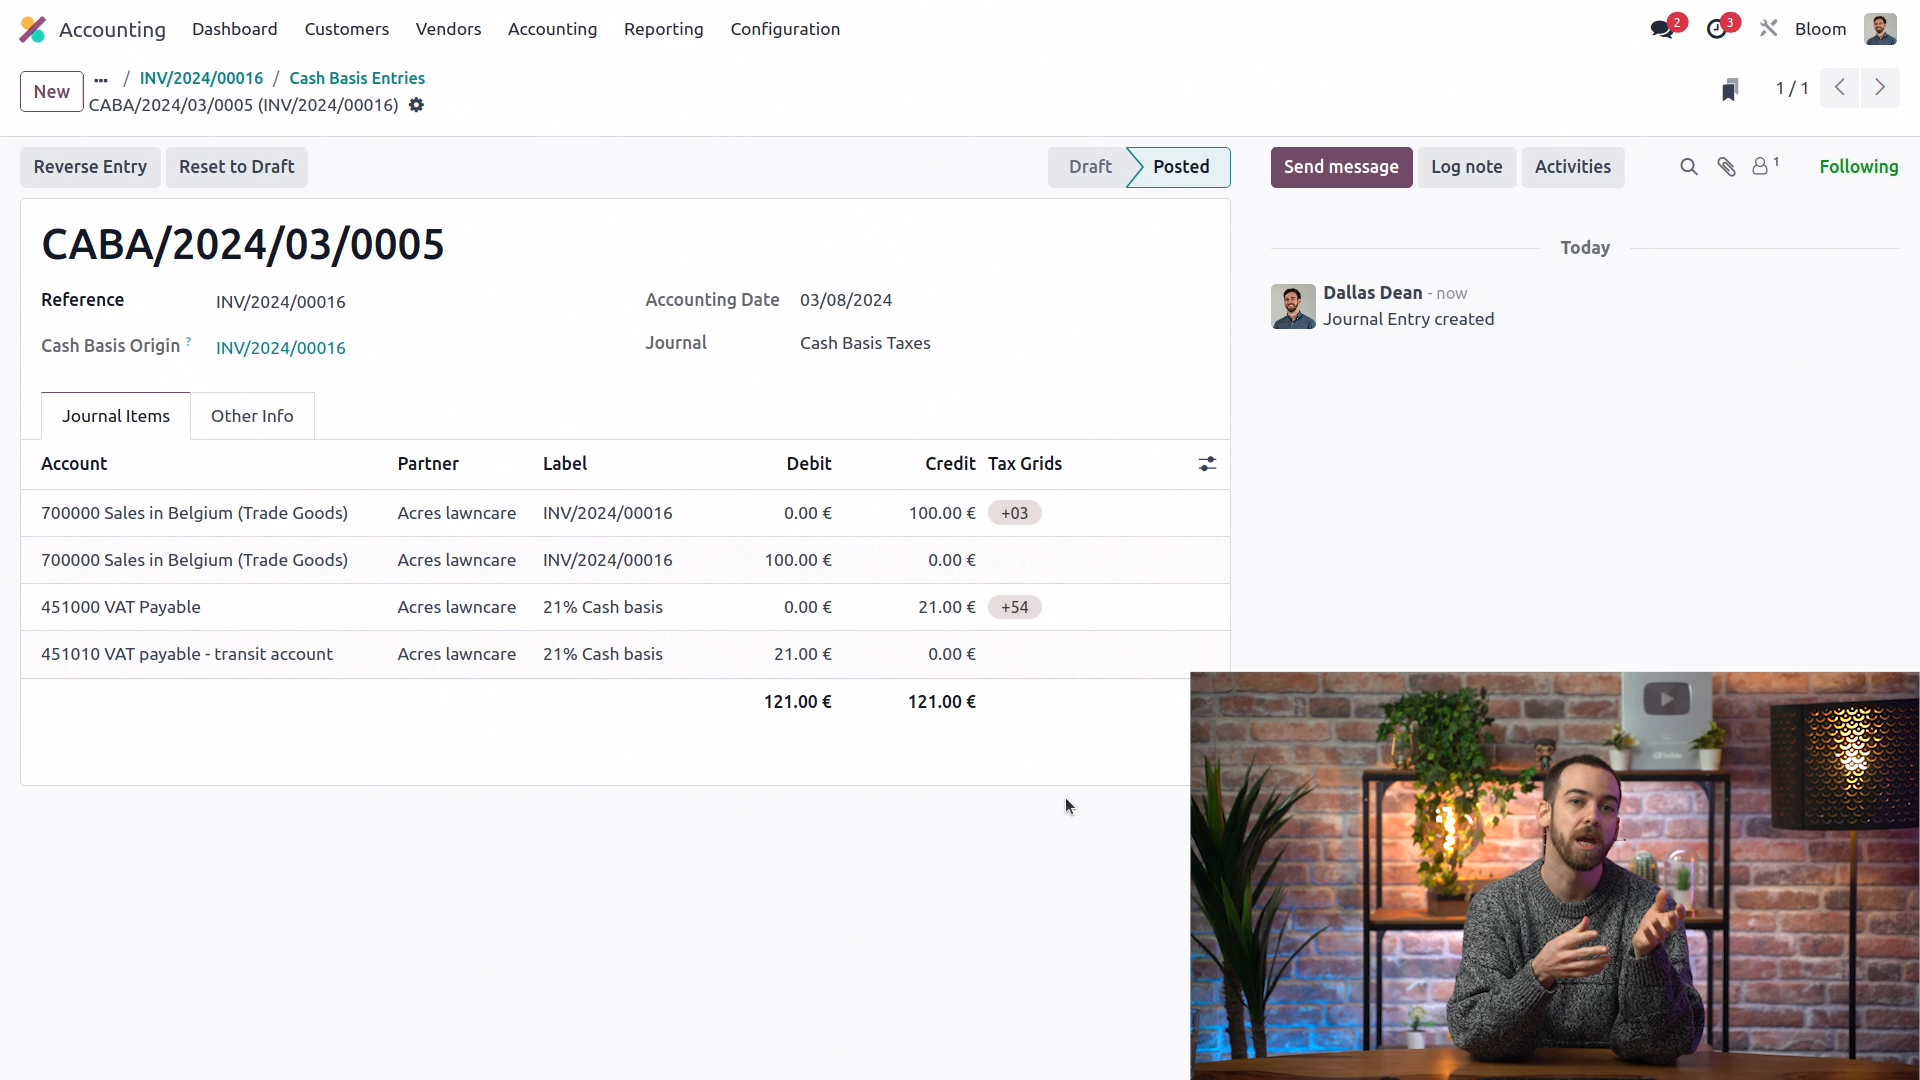 Accounting Dashboard Customers Vendors Accounting Reporting Configuration 2 3 Bloom
New ... / INV/2024/00016 / Cash Basis Entries
CABA/2024/03/0005 (INV/2024/00016)
1 / 1
Reverse Entry Reset to Draft Draft Posted Send message Log note Activities 1 Following
CABA/2024/03/0005
Reference INV/2024/00016
Cash Basis Origin ? INV/2024/00016
Accounting Date 03/08/2024
Journal Cash Basis Taxes
Today
Dallas Dean - now
Journal Entry created
Journal Items Other Info
Account Partner Label Debit Credit Tax Grids
700000 Sales in Belgium (Trade Goods) Acres lawncare INV/2024/00016 0.00 € 100.00 € +03
700000 Sales in Belgium (Trade Goods) Acres lawncare INV/2024/00016 100.00 € 0.00 €
451000 VAT Payable Acres lawncare 21% Cash basis 0.00 € 21.00 € +54
451010 VAT payable - transit account Acres lawncare 21% Cash basis 21.00 € 0.00 €
121.00 € 121.00 €